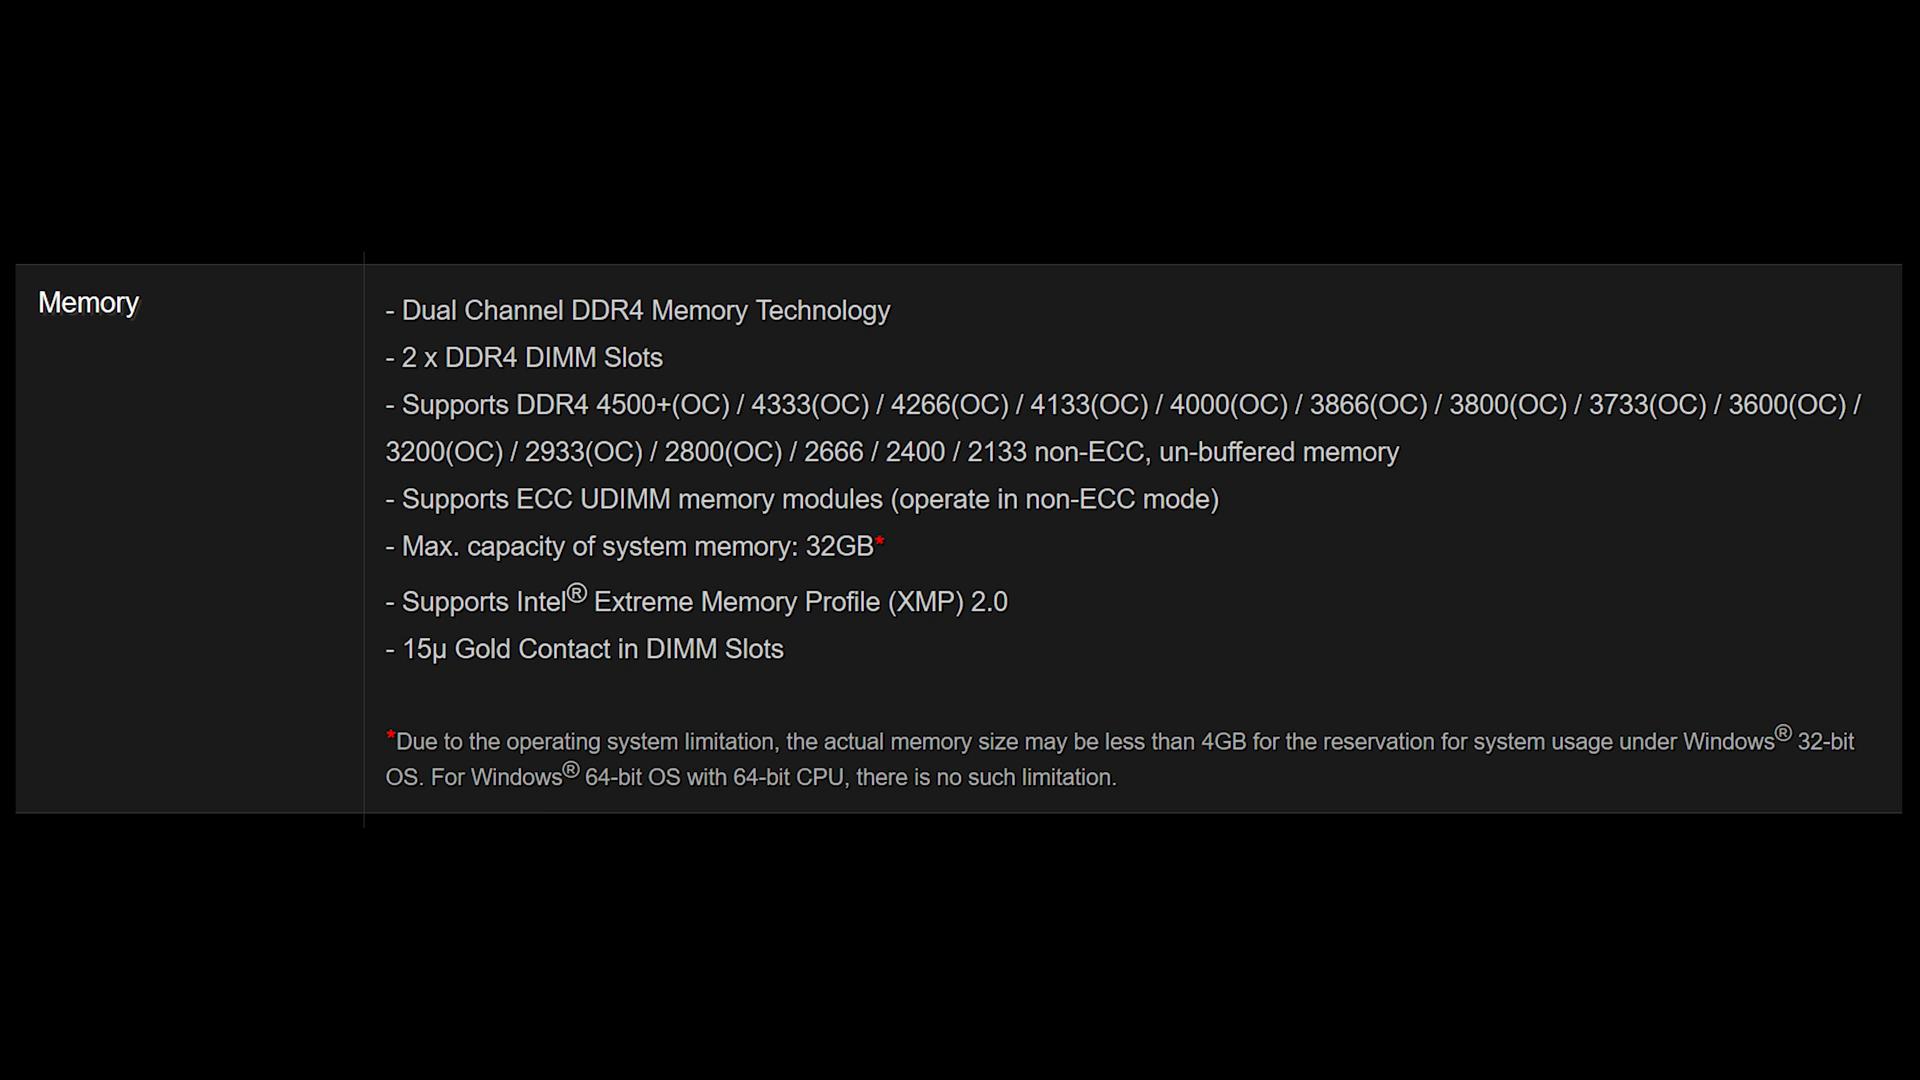 Memory
- Dual Channel DDR4 Memory Technology
- 2 x DDR4 DIMM Slots
- Supports DDR4 4500+(OC) / 4333(OC) / 4266(OC) / 4133(OC) / 4000(OC) / 3866(OC) / 3800(OC) / 3733(OC) / 3600(OC) /
3200(OC) / 2933(OC) / 2800(OC) / 2666 / 2400 / 2133 non-ECC, un-buffered memory
- Supports ECC UDIMM memory modules (operate in non-ECC mode)
- Max. capacity of system memory: 32GB*
- Supports Intel® Extreme Memory Profile (XMP) 2.0
- 15μ Gold Contact in DIMM Slots
*Due to the operating system limitation, the actual memory size may be less than 4GB for the reservation for system usage under Windows® 32-bit
OS. For Windows® 64-bit OS with 64-bit CPU, there is no such limitation.